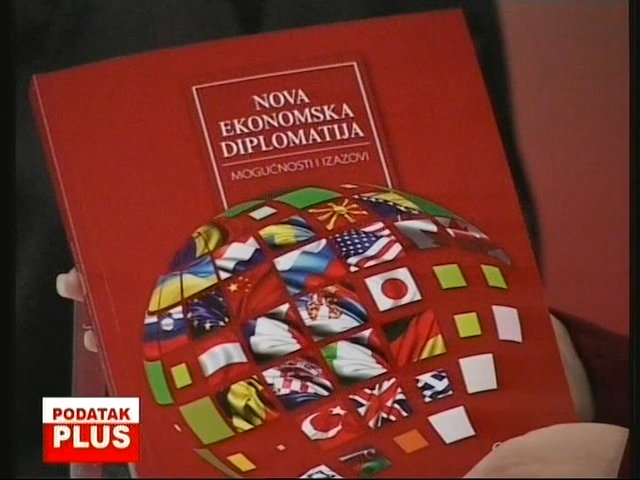 NOVA
EKONOMSKA
DIPLOMATIJA
MOGUĆNOSTI I IZAZOVI
PODATAK
PLUS